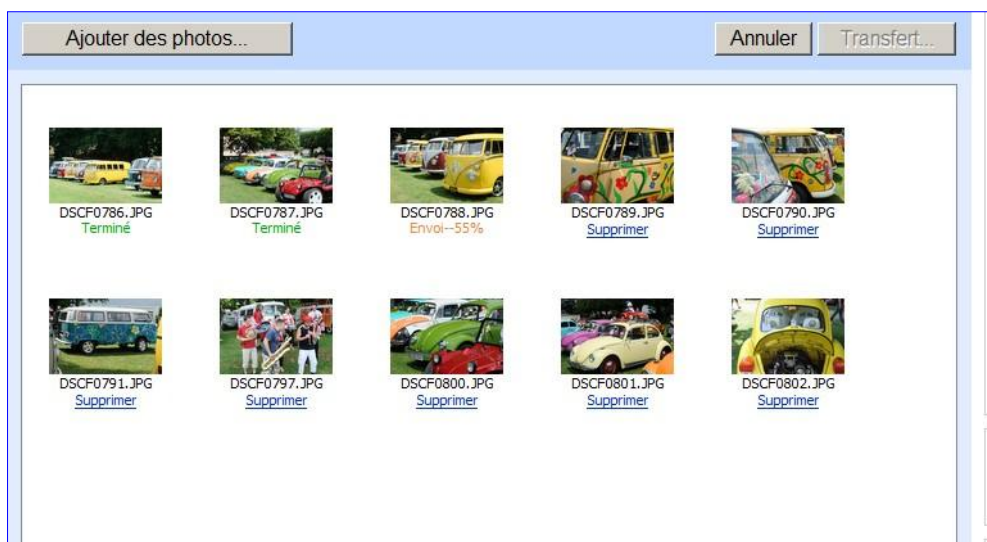 Ajouter des photos...
Annuler
Transfert...
DSCF0786.JPG
Terminé
DSCF0787.JPG
Terminé
DSCF0788.JPG
Envoi--55%
DSCF0789.JPG
Supprimer
DSCF0790.JPG
Supprimer
DSCF0791.JPG
Supprimer
DSCF0797.JPG
Supprimer
DSCF0800.JPG
Supprimer
DSCF0801.JPG
Supprimer
DSCF0802.JPG
Supprimer